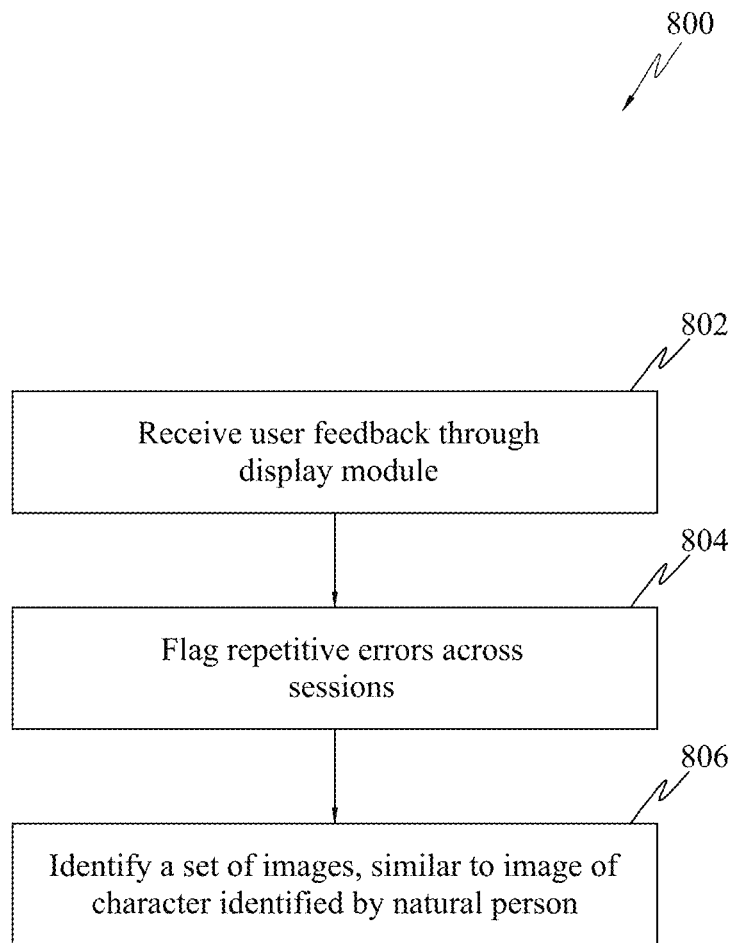 800
802
Receive user feedback through
display module
804
Flag repetitive errors across
sessions
806
Identify a set of images, similar to image of
character identified by natural person